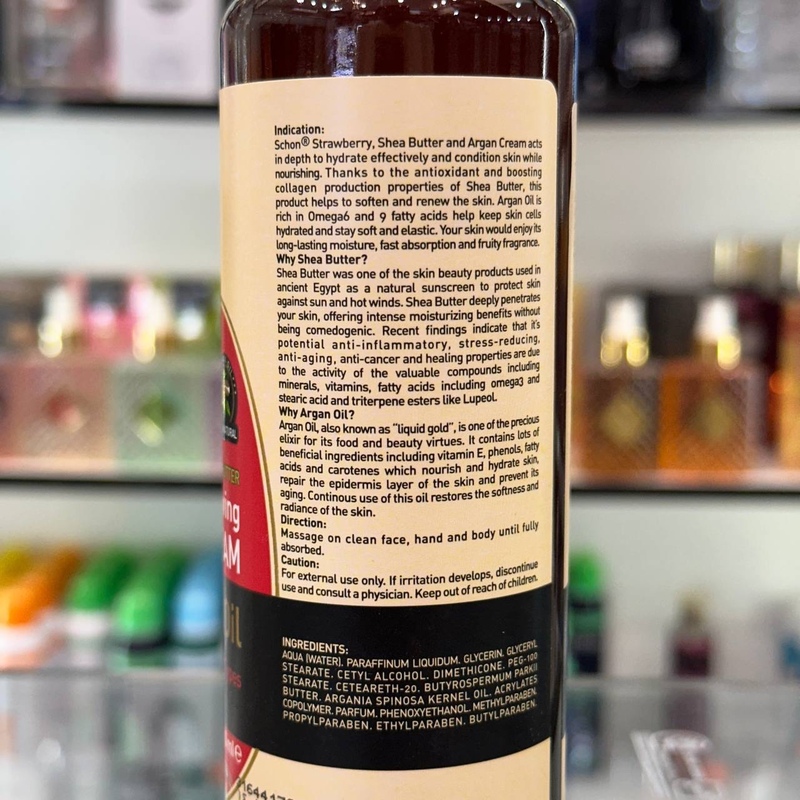 Indication:
Schon® Strawberry, Shea Butter and Argan Cream acts
in depth to hydrate effectively and condition skin while
nourishing. Thanks to the antioxidant and boosting
collagen production properties of Shea Butter, this
product helps to soften and renew the skin. Argan Oil is
rich in Omega6 and 9 fatty acids help keep skin cells
hydrated and stay soft and elastic. Your skin would enjoy its
long-lasting moisture, fast absorption and fruity fragrance.
Why Shea Butter?
Shea Butter was one of the skin beauty products used in
ancient Egypt as a natural sunscreen to protect skin
against sun and hot winds. Shea Butter deeply penetrates
your skin, offering intense moisturizing benefits without
being comedogenic. Recent findings indicate that it's
potential anti-inflammatory, stress-reducing,
anti-aging, anti-cancer and healing properties are due
to the activity of the valuable compounds including
minerals, vitamins, fatty acids including omega3 and
stearic acid and triterpene esters like Lupeol.
Why Argan Oil?
Argan Oil, also known as "liquid gold", is one of the precious
elixir for its food and beauty virtues. It contains lots of
beneficial ingredients including vitamin E, phenols, fatty
acids and carotenes which nourish and hydrate skin,
repair the epidermis layer of the skin and prevent its
aging. Continous use of this oil restores the softness and
radiance of the skin.
Direction:
Massage on clean face, hand and body until fully
absorbed.
Caution:
For external use only. If irritation develops, discontinue
use and consult a physician. Keep out of reach of children.
INGREDIENTS:
AQUA (WATER). PARAFFINUM LIQUIDUM. GLYCERIN. GLYCERYL
STEARATE. CETYL ALCOHOL. DIMETHICONE. PEG-100
STEARATE. CETEARETH-20. BUTYROSPERMUM PARKII
BUTTER. ARGANIA SPINOSA KERNEL OIL. ACRYLATES
COPOLYMER. PARFUM. PHENOXYETHANOL. METHYLPARABEN.
PROPYLPARABEN. ETHYLPARABEN. BUTYLPARABEN.
Oil